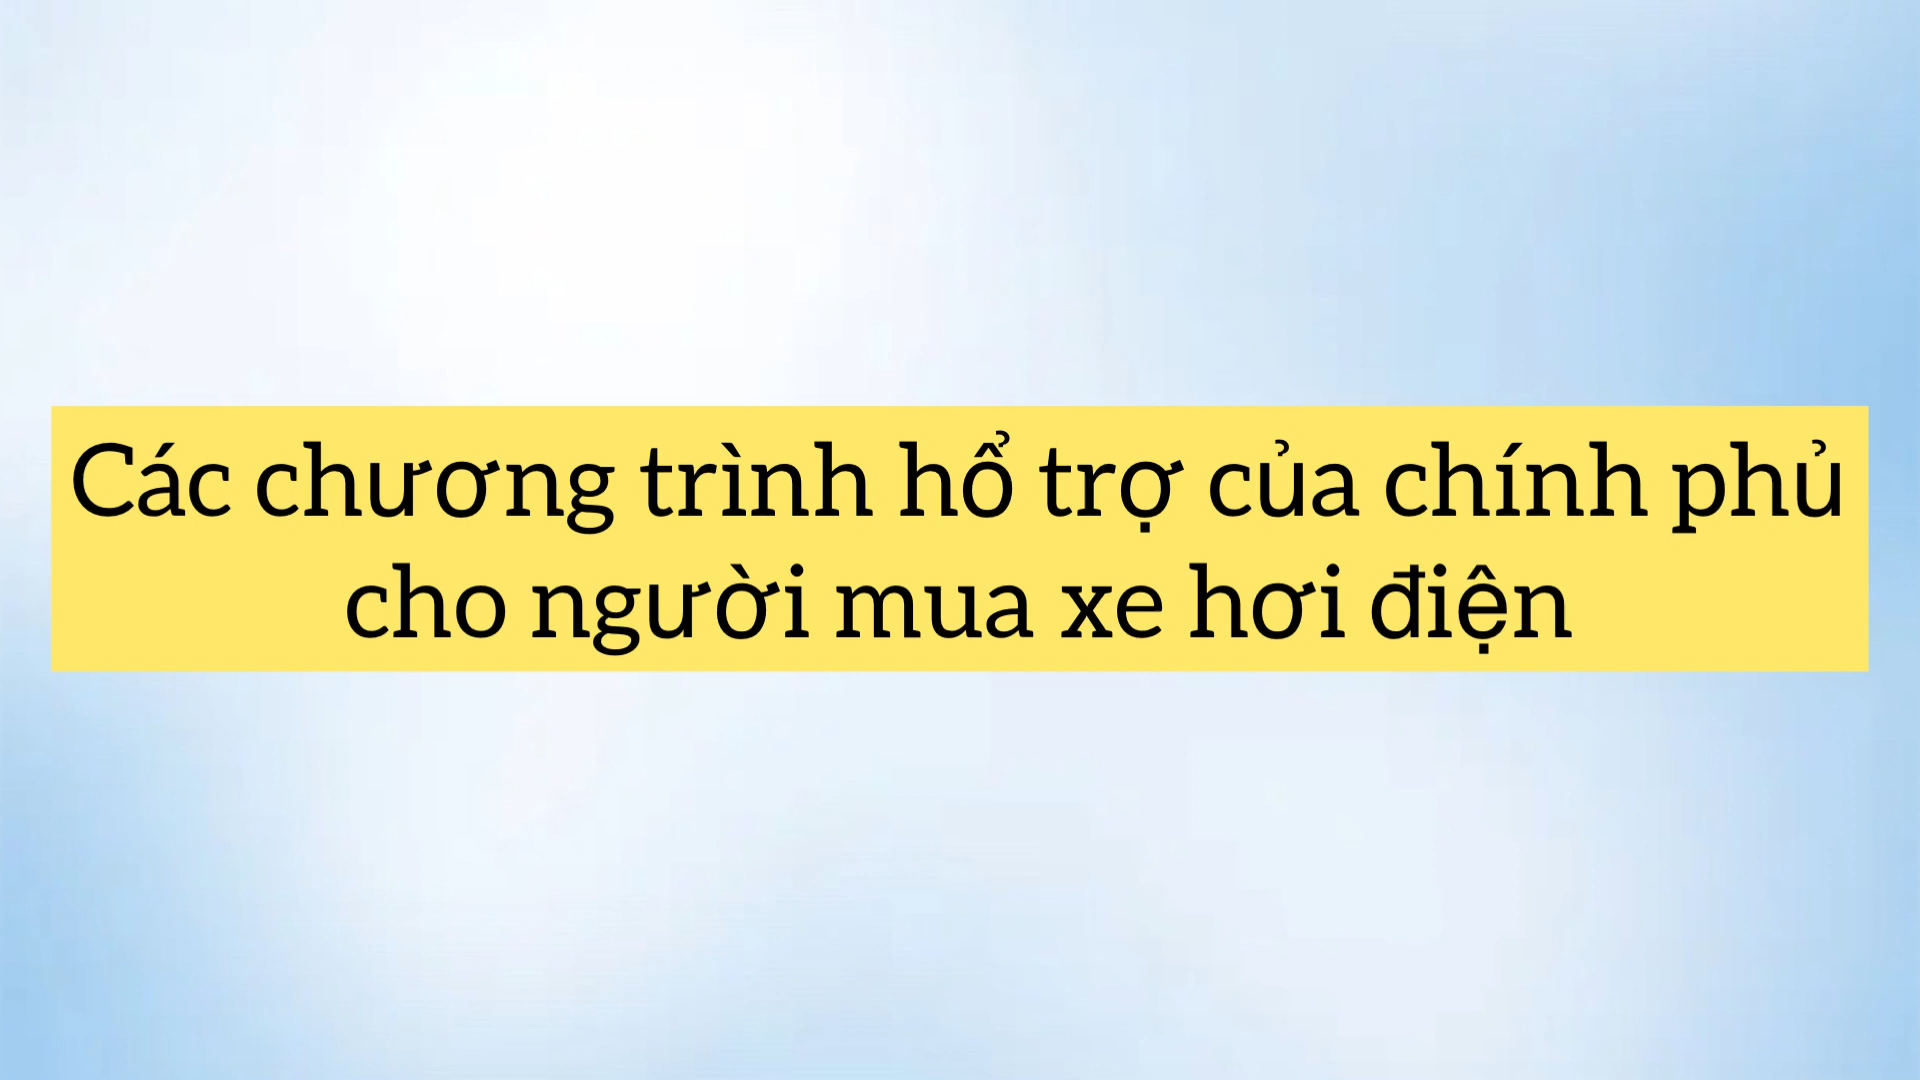 Các chương trình hổ trợ của chính phủ
cho người mua xe hơi điện